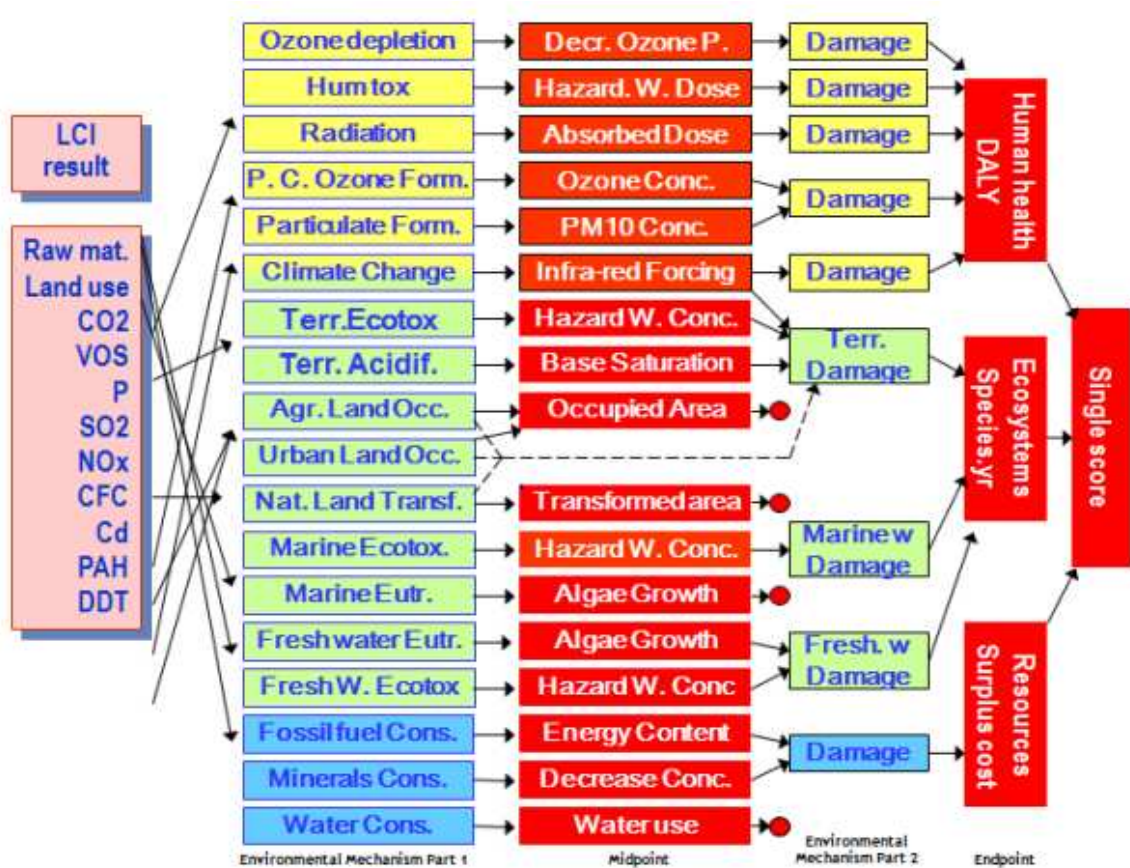 LCI
result
Raw mat.
Land use
CO2
VOS
P
SO2
NOx
CFC
Cd
PAH
DDT
Ozone depletion
Hum tox
Radiation
P. C. Ozone Form.
Particulate Form.
Climate Change
Terr.Ecotox
Terr. Acidif.
Agr. Land Occ.
Urban Land Occ.
Nat. Land Transf.
Marine Ecotox.
Marine Eutr.
Freshwater Eutr.
Fresh W. Ecotox
Fossil fuel Cons.
Minerals Cons.
Water Cons.
Environmental Mechanism Part 1
Decr. Ozone P.
Hazard. W. Dose
Absorbed Dose
Ozone Conc.
PM10 Conc.
Infra-red Forcing
Hazard W. Conc.
Base Saturation
Occupied Area
Transformed area
Hazard W. Conc.
Algae Growth
Algae Growth
Hazard W. Conc
Energy Content
Decrease Conc.
Water use
Midpoint
Damage
Damage
Damage
Damage
Damage
Terr.
Damage
Marine w
Damage
Fresh. w
Damage
Damage
Environmental
Mechanism Part 2
Human health
DALY
Ecosystems
Species.yr
Resources
Surplus cost
Endpoint
Single score